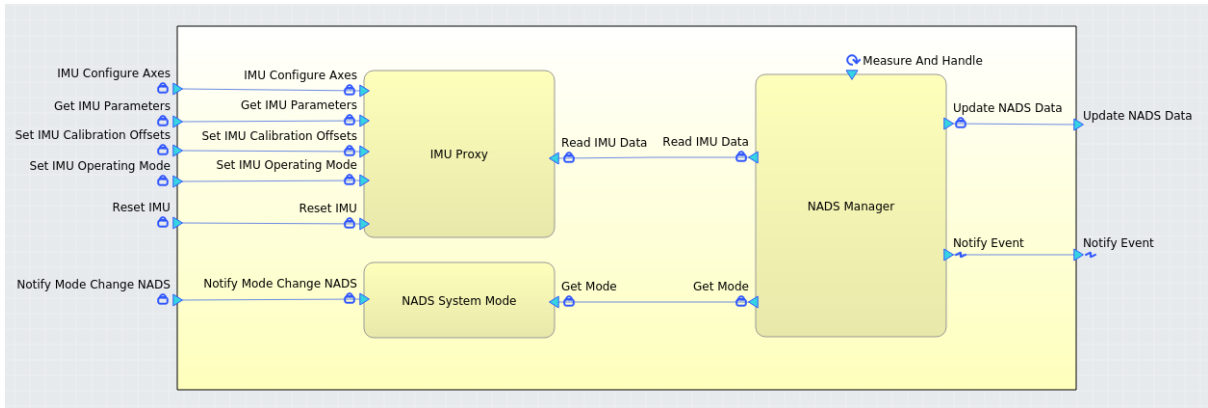 Measure And Handle
IMU Configure Axes
IMU Configure Axes
Get IMU Parameters
Get IMU Parameters
Update NADS Data
Update NADS Data
Set IMU Calibration Offsets
Set IMU Calibration Offsets
Read IMU Data
Read IMU Data
IMU Proxy
Set IMU Operating Mode
Set IMU Operating Mode
Reset IMU
Reset IMU
NADS Manager
Notify Event
Notify Event
Notify Mode Change NADS
Notify Mode Change NADS
Get Mode
Get Mode
NADS System Mode